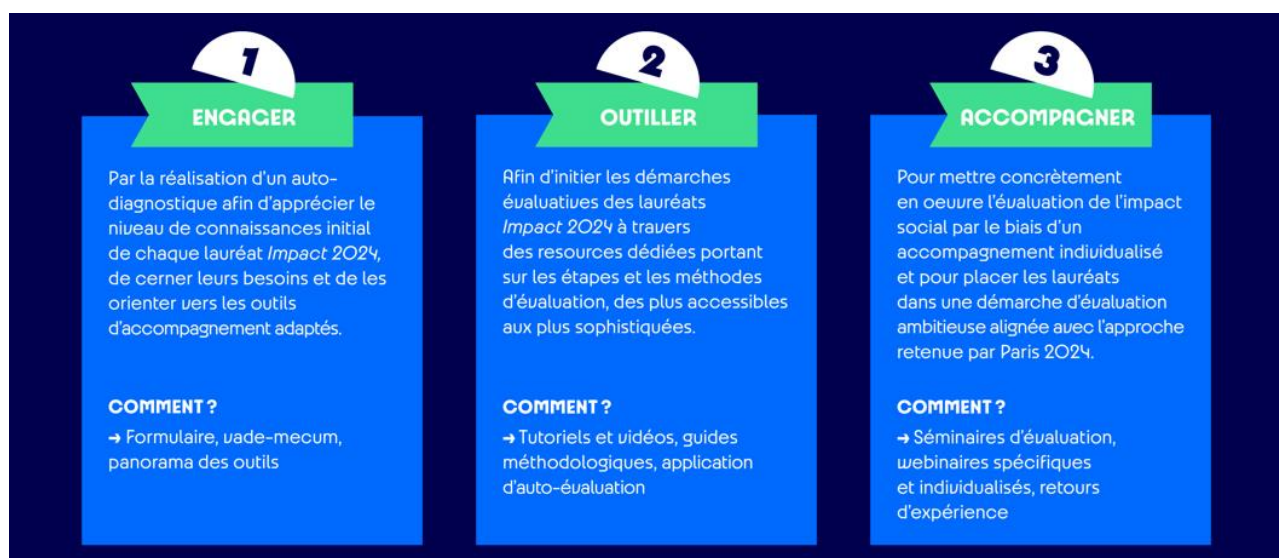 1
ENGAGER
Par la réalisation d'un auto-
diagnostique afin d'apprécier le
niveau de connaissances initial
de chaque lauréat Impact 2024,
de cerner leurs besoins et de les
orienter vers les outils
d'accompagnement adaptés.
COMMENT ?
→ Formulaire, vade-mecum,
panorama des outils
2
OUTILLER
Afin d'initier les démarches
évaluatives des lauréats
Impact 2024 à travers
des resources dédiées portant
sur les étapes et les méthodes
d'évaluation, des plus accessibles
aux plus sophistiquées.
COMMENT ?
→ Tutoriels et vidéos, guides
méthodologiques, application
d'auto-évaluation
3
ACCOMPAGNER
Pour mettre concrètement
en oeuvre l'évaluation de l'impact
social par le biais d'un
accompagnement individualisé
et pour placer les lauréats
dans une démarche d'évaluation
ambitieuse alignée avec l'approche
retenue par Paris 2024.
COMMENT ?
→ Séminaires d'évaluation,
webinaires spécifiques
et individualisés, retours
d'expérience